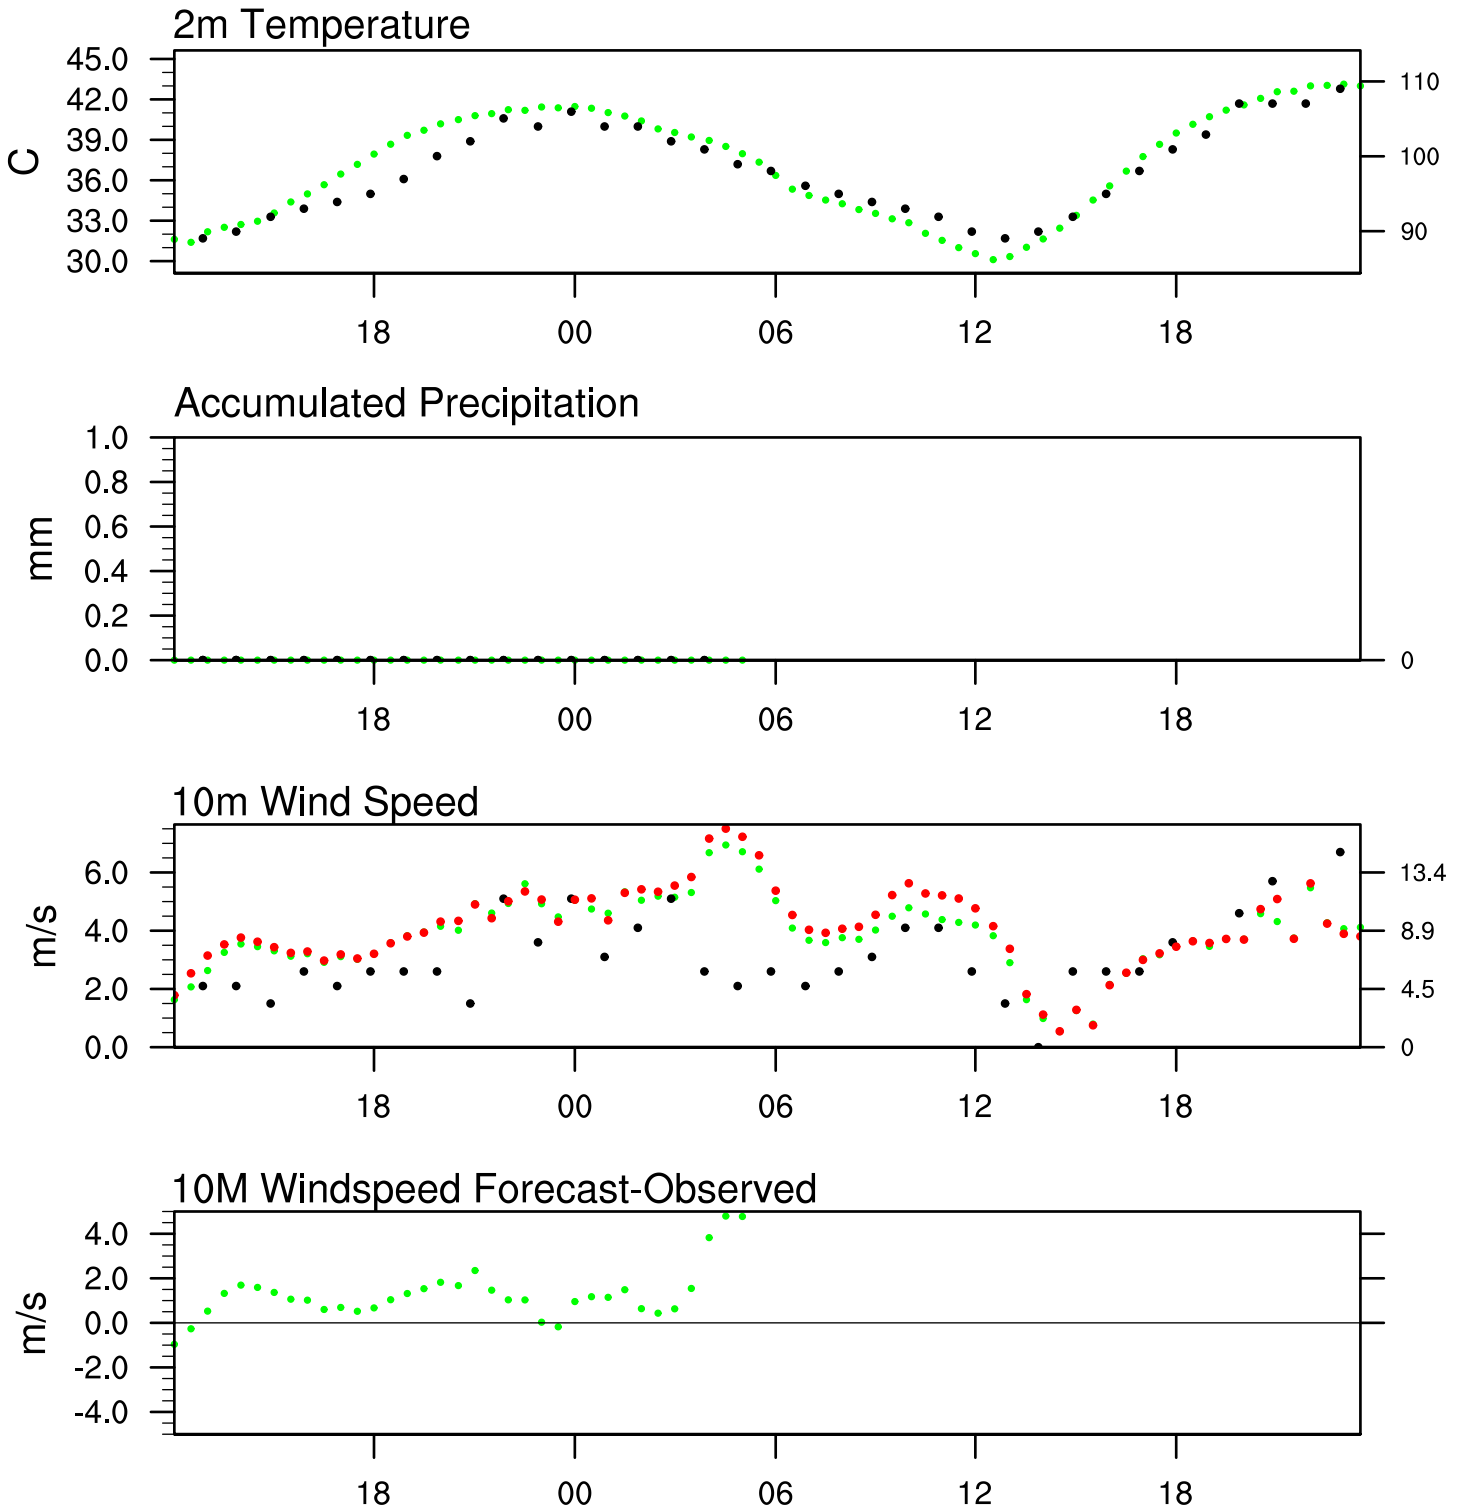 2m Temperature
45.0
42.0
39.0
36.0
33.0
30.0
C
110
100
90
18 00 06 12 18
Accumulated Precipitation
1.0
0.8
0.6
0.4
0.2
0.0
mm
0
18 00 06 12 18
10m Wind Speed
6.0
4.0
2.0
0.0
m/s
13.4
8.9
4.5
0
18 00 06 12 18
10M Windspeed Forecast-Observed
4.0
2.0
0.0
-2.0
-4.0
m/s
18 00 06 12 18